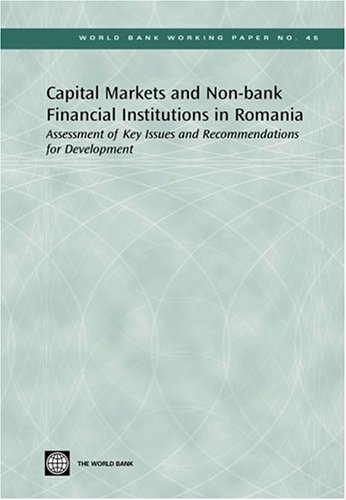 WORLD BANK WORKING PAPER NO. 46
Capital Markets and Non-bank
Financial Institutions in Romania
Assessment of Key Issues and Recommendations
for Development
THE WORLD BANK